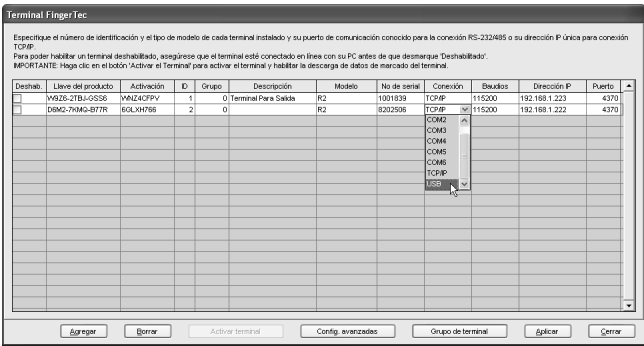 Terminal FingerTec
Especifique el número de identificación y el tipo de modelo de cada terminal instalado y su puerto de comunicación conocido para la conexión RS-232/485 o su dirección IP única para conexión
TCP/IP.
Para poder habilitar un terminal deshabilitado, asegúrese que el terminal esté conectado en línea con su PC antes de que desmarque 'Deshabilitado'.
IMPORTANTE: Haga clic en el botón 'Activar el Terminal' para activar el terminal y habilitar la descarga de datos de marcado del terminal.
Deshab. Llave del producto Activación ID Grupo Descripción Modelo No de serial Conexión Baudios Dirección IP Puerto
W9Z6-2TBJ-GSS6 WNZ4CFPV 1 0 Terminal Para Salida R2 1001839 TCP/IP 115200 192.168.1.223 4370
D6M2-7KMQ-B77R 6GLXH766 2 0 R2 8202506 TCP/IP 115200 192.168.1.222 4370
COM2
COM3
COM4
COM5
COM6
TCP/IP
USB
Agregar Borrar Activar terminal Config. avanzadas Grupo de terminal Aplicar Cerrar